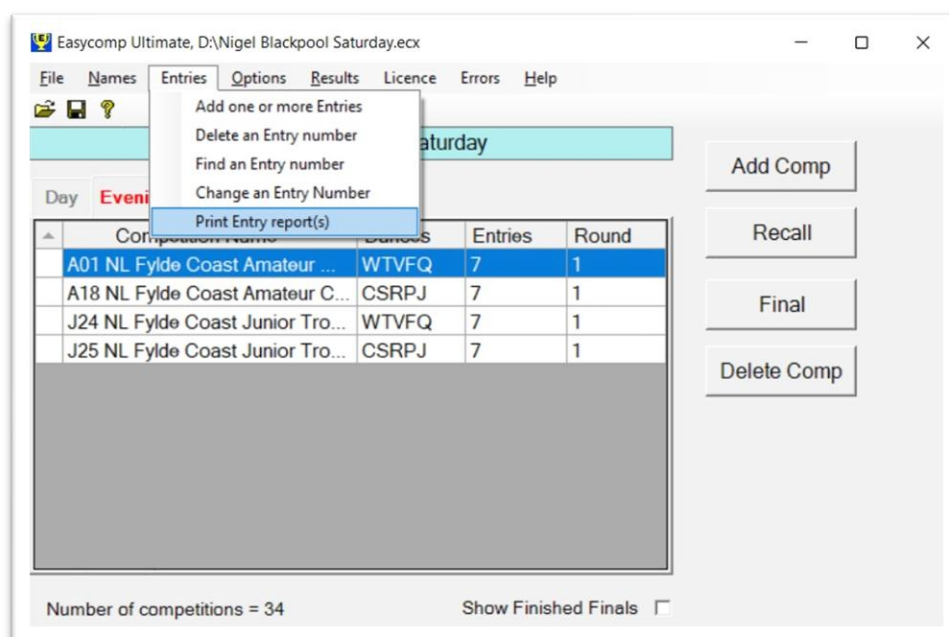 Easycomp Ultimate, D:\Nigel Blackpool Saturday.ecx
File Names Entries Options Results Licence Errors Help
Add one or more Entries
Delete an Entry number
Find an Entry number
Change an Entry Number
Print Entry report(s)
aturday
Day Eveni
Competition Name Dances Entries Round
A01 NL Fylde Coast Amateur ... WTVFQ 7 1
A18 NL Fylde Coast Amateur C... CSRPJ 7 1
J24 NL Fylde Coast Junior Tro... WTVFQ 7 1
J25 NL Fylde Coast Junior Tro... CSRPJ 7 1
Add Comp
Recall
Final
Delete Comp
Number of competitions = 34 Show Finished Finals